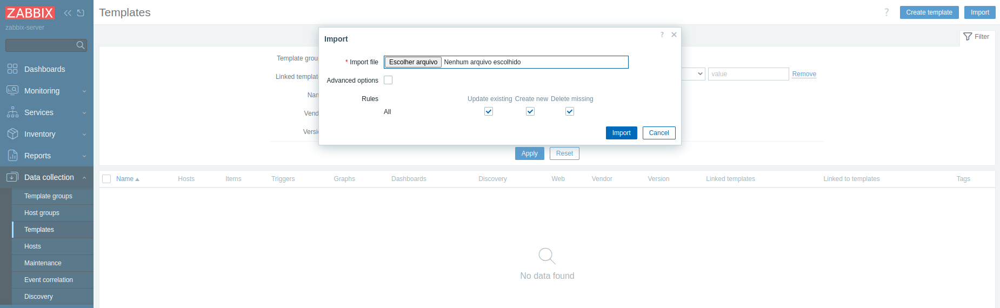 ZABBIX
zabbix-server
Dashboards
Monitoring
Services
Inventory
Reports
Data collection
Template groups
Host groups
Templates
Hosts
Maintenance
Event correlation
Discovery
Templates
? Create template Import
Filter
Template grou
Linked template
value Remove
Nam
Vend
Versi
Import
? 
* Import file Escolher arquivo Nenhum arquivo escolhido
Advanced options
Rules Update existing Create new Delete missing
All
Import Cancel
Apply Reset
Name Hosts Items Triggers Graphs Dashboards Discovery Web Vendor Version Linked templates Linked to templates Tags
No data found